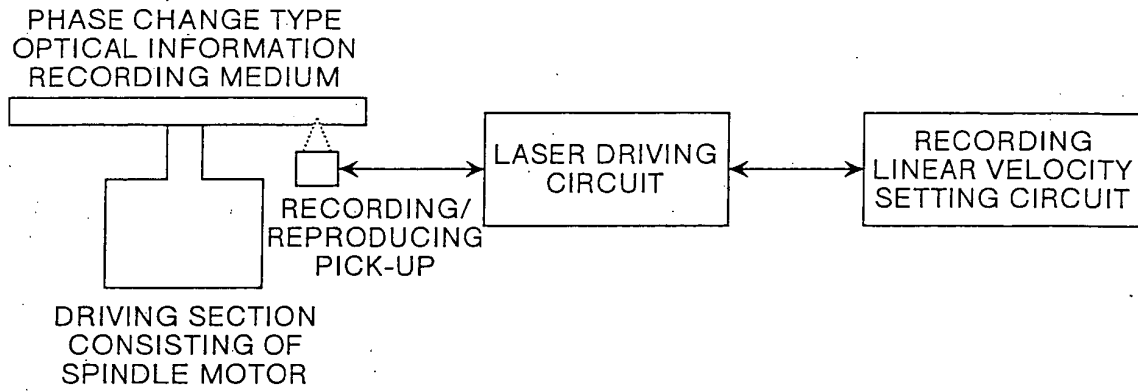 PHASE CHANGE TYPE
OPTICAL INFORMATION
RECORDING MEDIUM
LASER DRIVING
CIRCUIT
RECORDING
LINEAR VELOCITY
SETTING CIRCUIT
RECORDING/
REPRODUCING
PICK-UP
DRIVING SECTION
CONSISTING OF
SPINDLE MOTOR